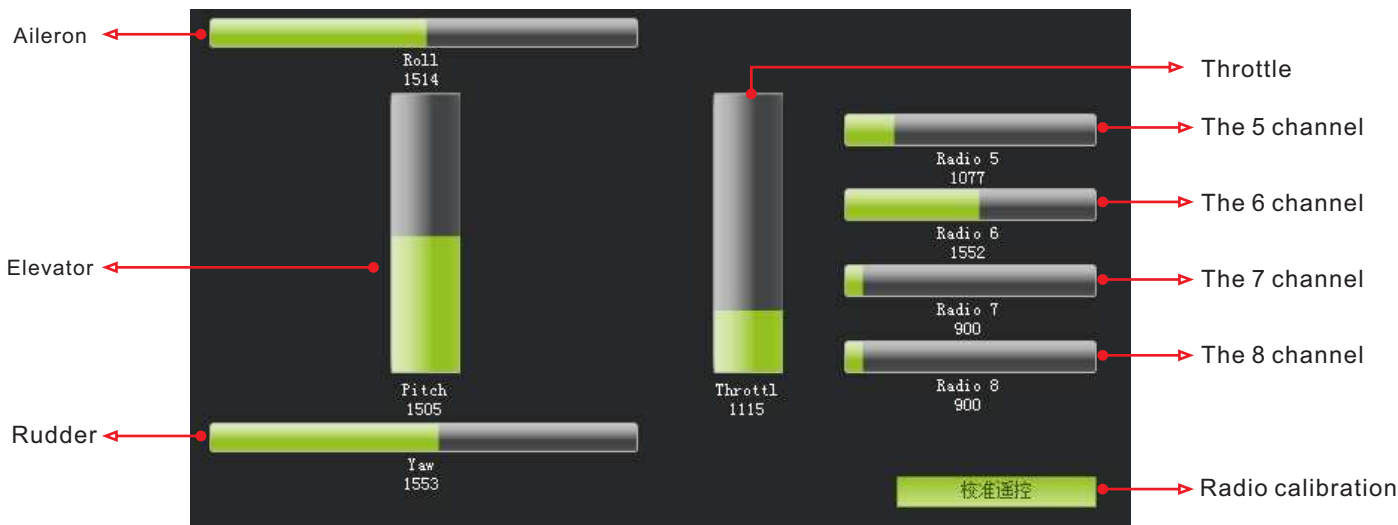 Aileron
Roll
1514
Throttle
The 5 channel
Radio 5
1077
The 6 channel
Radio 6
1552
Elevator
The 7 channel
Radio 7
900
The 8 channel
Radio 8
900
Pitch
1505
Throttl
1115
Rudder
Yaw
1553
校准遥控
Radio calibration